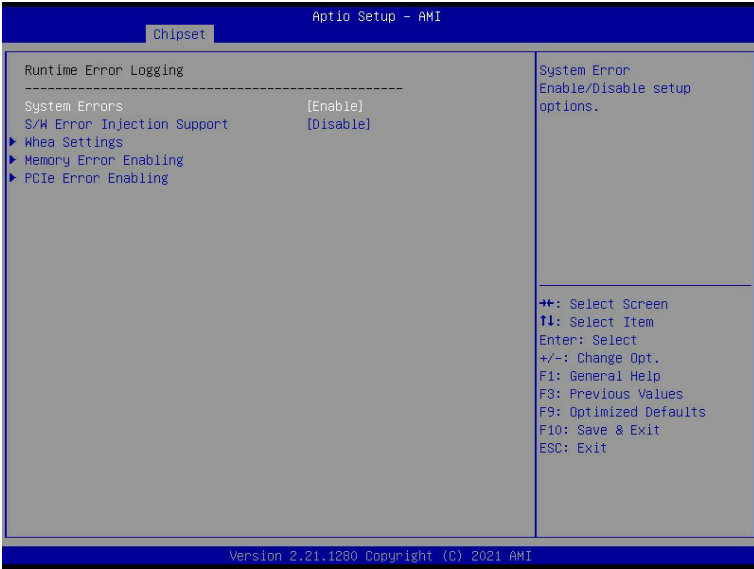 Aptio Setup - AMI
Chipset
Runtime Error Logging
--------------------------------------------------
System Errors [Enable]
S/W Error Injection Support [Disable]
Whea Settings
Memory Error Enabling
PCIe Error Enabling
System Error
Enable/Disable setup
options.
→←: Select Screen
↑↓: Select Item
Enter: Select
+/-: Change Opt.
F1: General Help
F3: Previous Values
F9: Optimized Defaults
F10: Save & Exit
ESC: Exit
Version 2.21.1280 Copyright (C) 2021 AMI